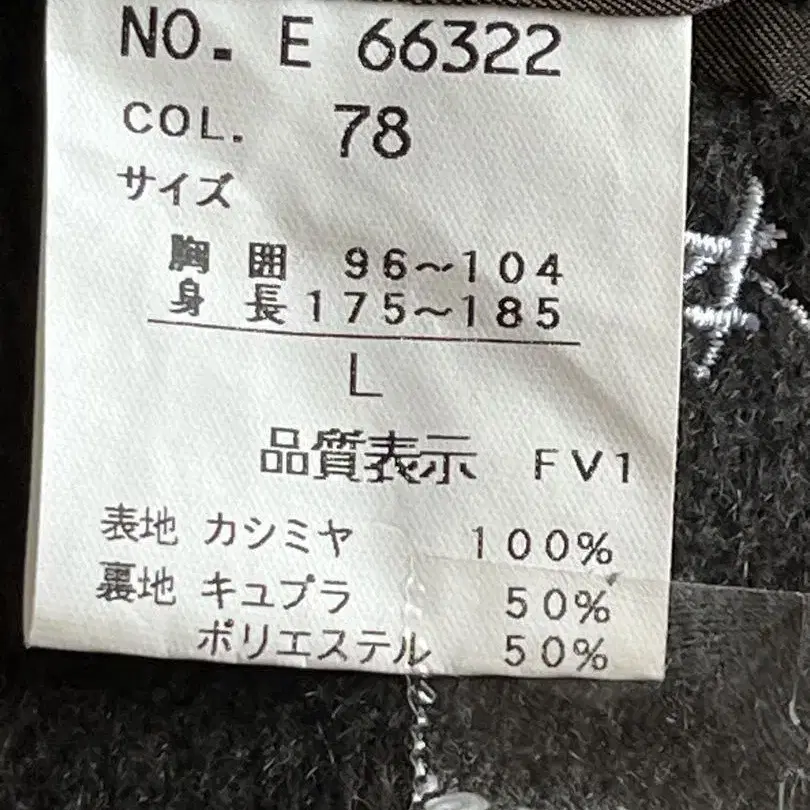 NO. E 66322
COL. 78
サイズ
胸 囲 96～104
身 長 175～185
L
品質表示 FV1
表地 カシミヤ 100%
裏地 キュプラ 50%
ポリエステル 50%